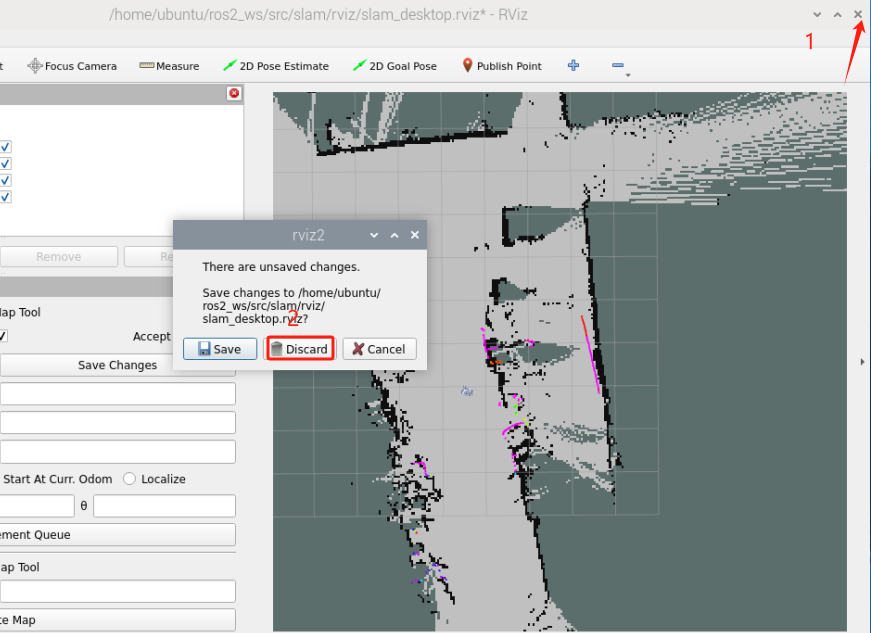 /home/ubuntu/ros2_ws/src/slam/rviz/slam_desktop.rviz* - RViz
1
t Focus Camera Measure 2D Pose Estimate 2D Goal Pose Publish Point
rviz2
There are unsaved changes.
Save changes to /home/ubuntu/
ros2_ws/src/slam/rviz/
slam_desktop.rviz?
2
Save Discard Cancel
Remove Re
ap Tool
Accept
Save Changes
Start At Curr. Odom Localize
θ
ement Queue
ap Tool
te Map